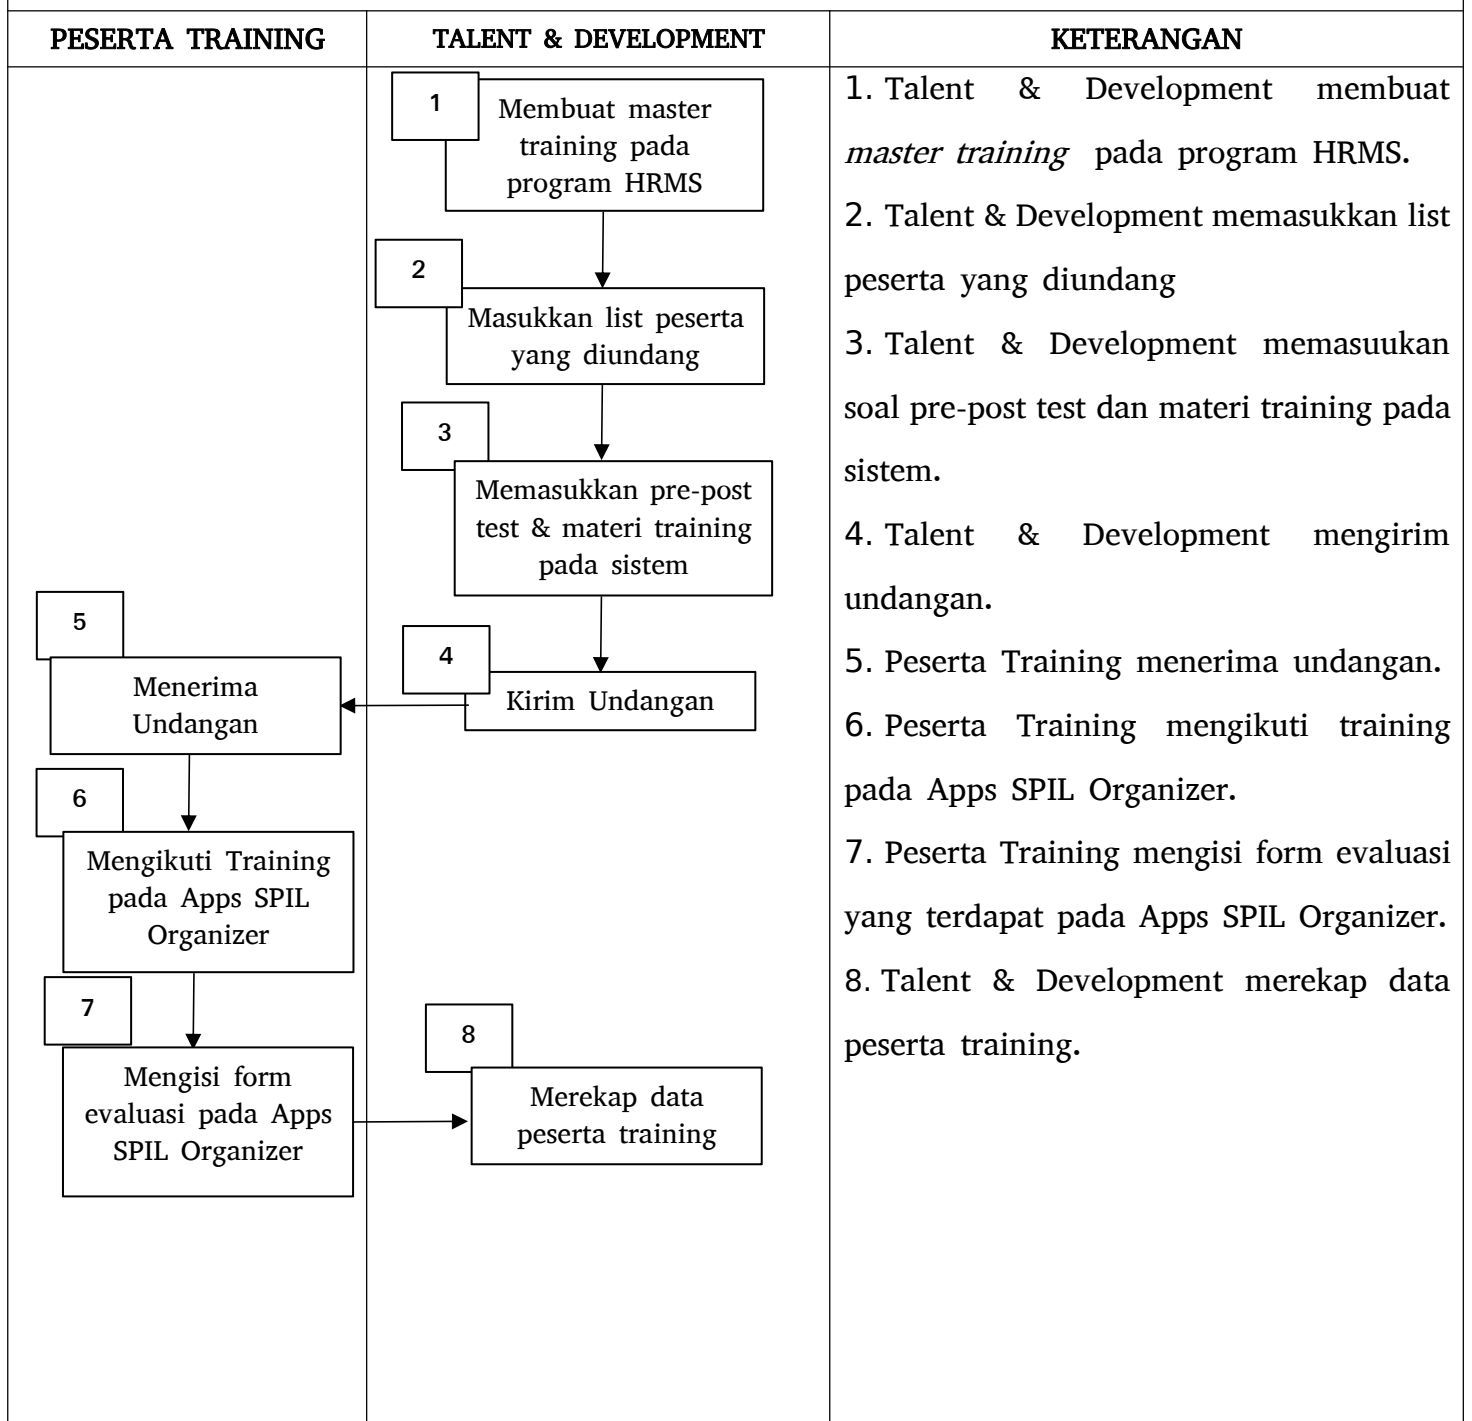 PESERTA TRAINING
TALENT & DEVELOPMENT
KETERANGAN
1
Membuat master
training pada
program HRMS
2
Masukkan list peserta
yang diundang
3
Memasukkan pre-post
test & materi training
pada sistem
4
Kirim Undangan
5
Menerima
Undangan
6
Mengikuti Training
pada Apps SPIL
Organizer
7
Mengisi form
evaluasi pada Apps
SPIL Organizer
8
Merekap data
peserta training
1. Talent & Development membuat
master training pada program HRMS.
2. Talent & Development memasukkan list
peserta yang diundang
3. Talent & Development memasuukan
soal pre-post test dan materi training pada
sistem.
4. Talent & Development mengirim
undangan.
5. Peserta Training menerima undangan.
6. Peserta Training mengikuti training
pada Apps SPIL Organizer.
7. Peserta Training mengisi form evaluasi
yang terdapat pada Apps SPIL Organizer.
8. Talent & Development merekap data
peserta training.